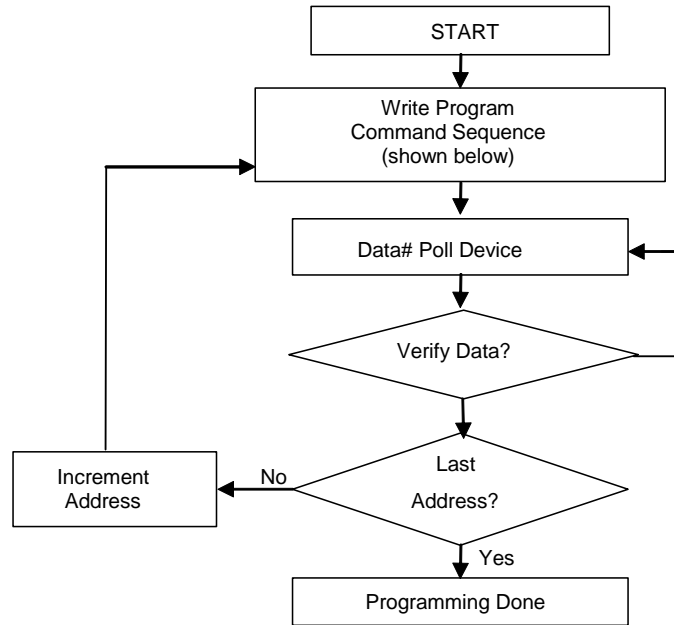 START
Write Program
Command Sequence
(shown below)
Data# Poll Device
Verify Data?
Last
Address?
No
Increment
Address
Yes
Programming Done